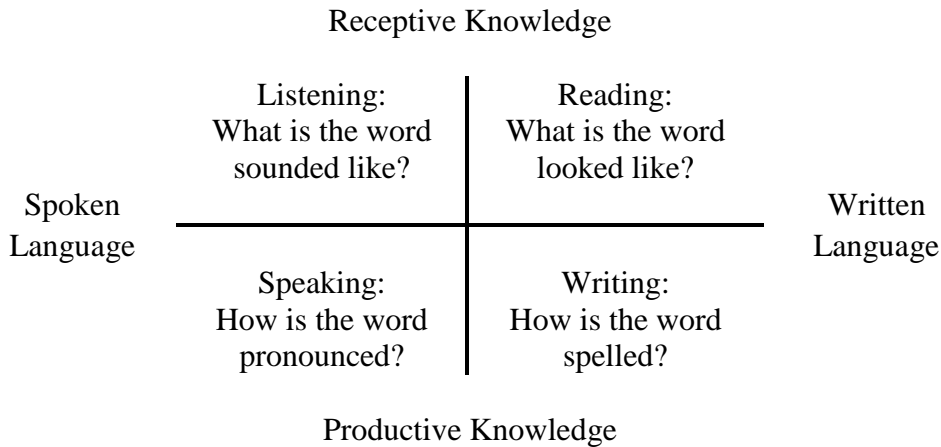 Receptive Knowledge
Listening:
What is the word
sounded like?
Reading:
What is the word
looked like?
Spoken
Language
Written
Language
Speaking:
How is the word
pronounced?
Writing:
How is the word
spelled?
Productive Knowledge